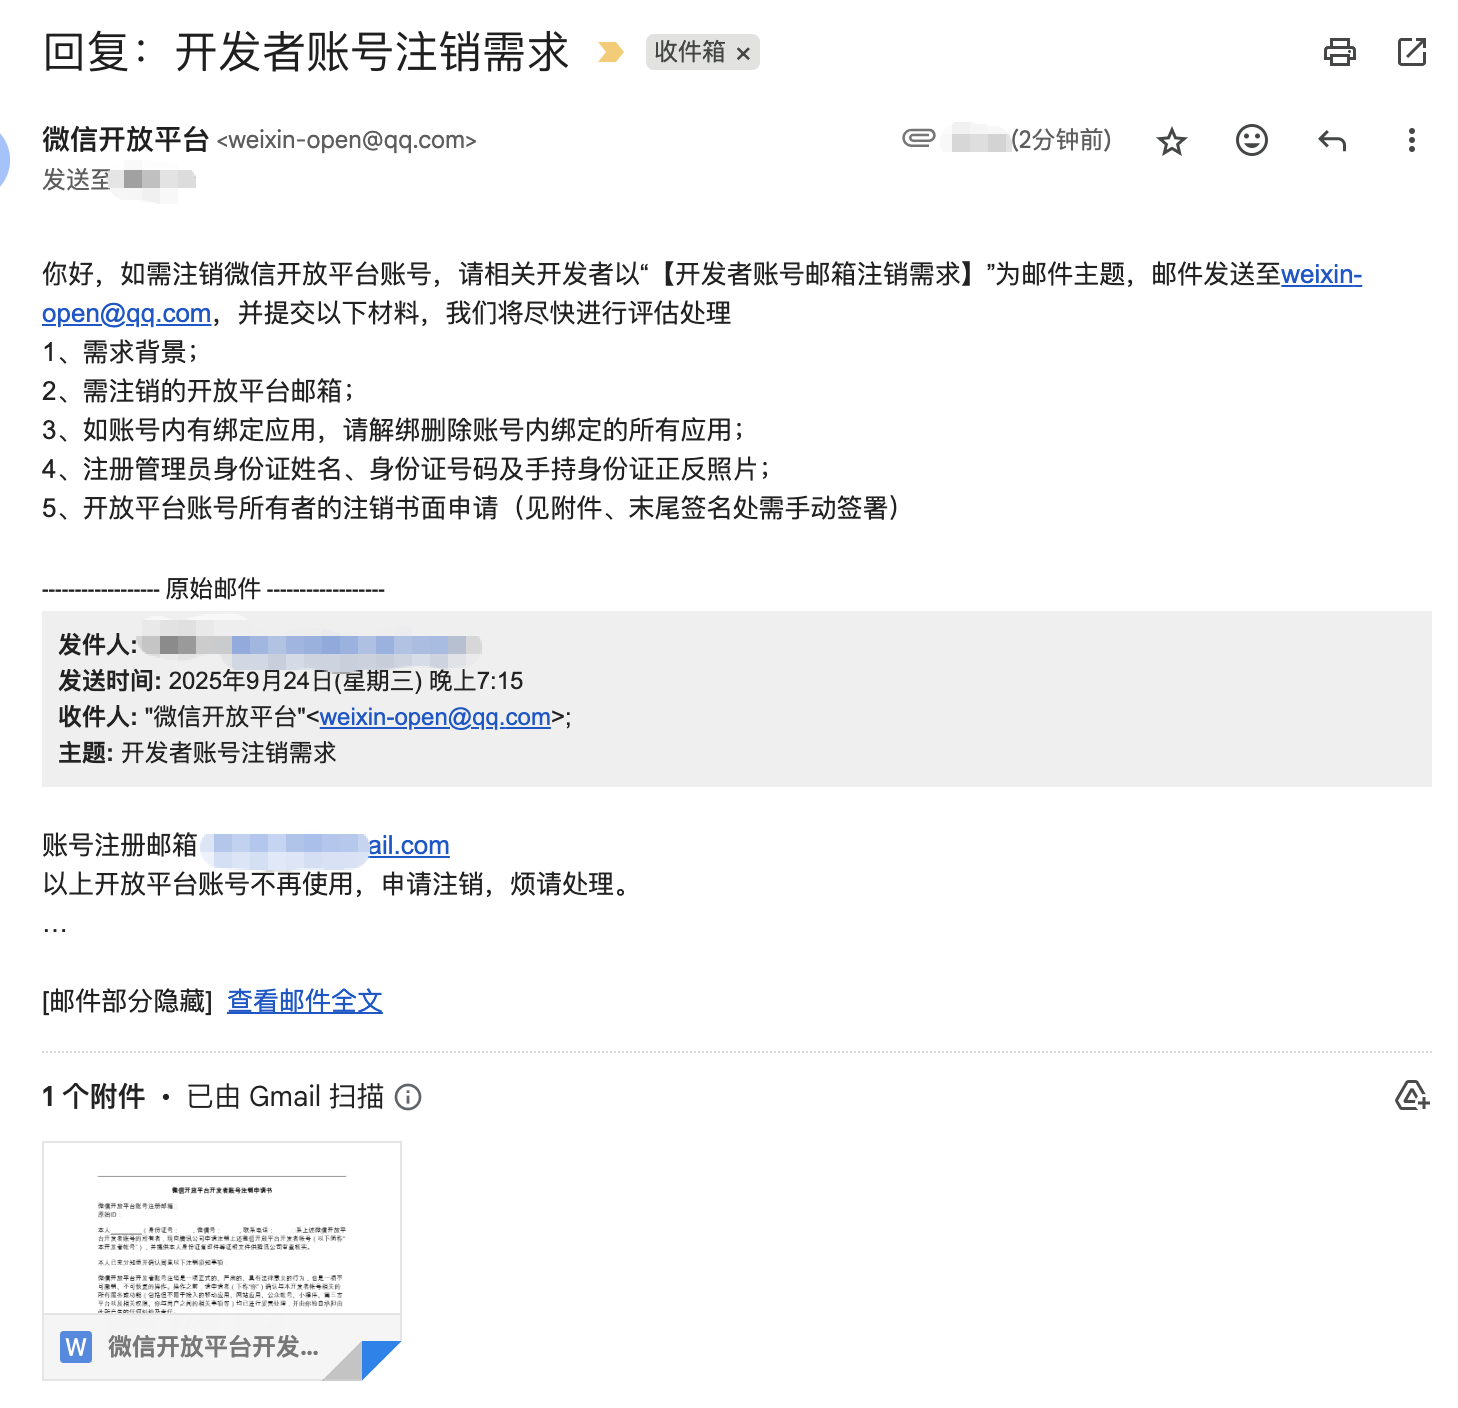 回复：开发者账号注销需求 收件箱 ×
微信开放平台 <weixin-open@qq.com> (2分钟前)
发送至
你好，如需注销微信开放平台账号，请相关开发者以“【开发者账号邮箱注销需求】”为邮件主题，邮件发送至weixin-
open@qq.com，并提交以下材料，我们将尽快进行评估处理
1、需求背景；
2、需注销的开放平台邮箱；
3、如账号内有绑定应用，请解绑删除账号内绑定的所有应用；
4、注册管理员身份证姓名、身份证号码及手持身份证正反照片；
5、开放平台账号所有者的注销书面申请（见附件、末尾签名处需手动签署）
------------------ 原始邮件 ------------------
发件人:
发送时间: 2025年9月24日(星期三) 晚上7:15
收件人: "微信开放平台"<weixin-open@qq.com>;
主题: 开发者账号注销需求
账号注册邮箱 ail.com
以上开放平台账号不再使用，申请注销，烦请处理。
...
[邮件部分隐藏] 查看邮件全文
1 个附件 • 已由 Gmail 扫描
微信开放平台开发者账号注销申请书
微信开放平台账号注册邮箱：
原始ID：
W 微信开放平台开发...